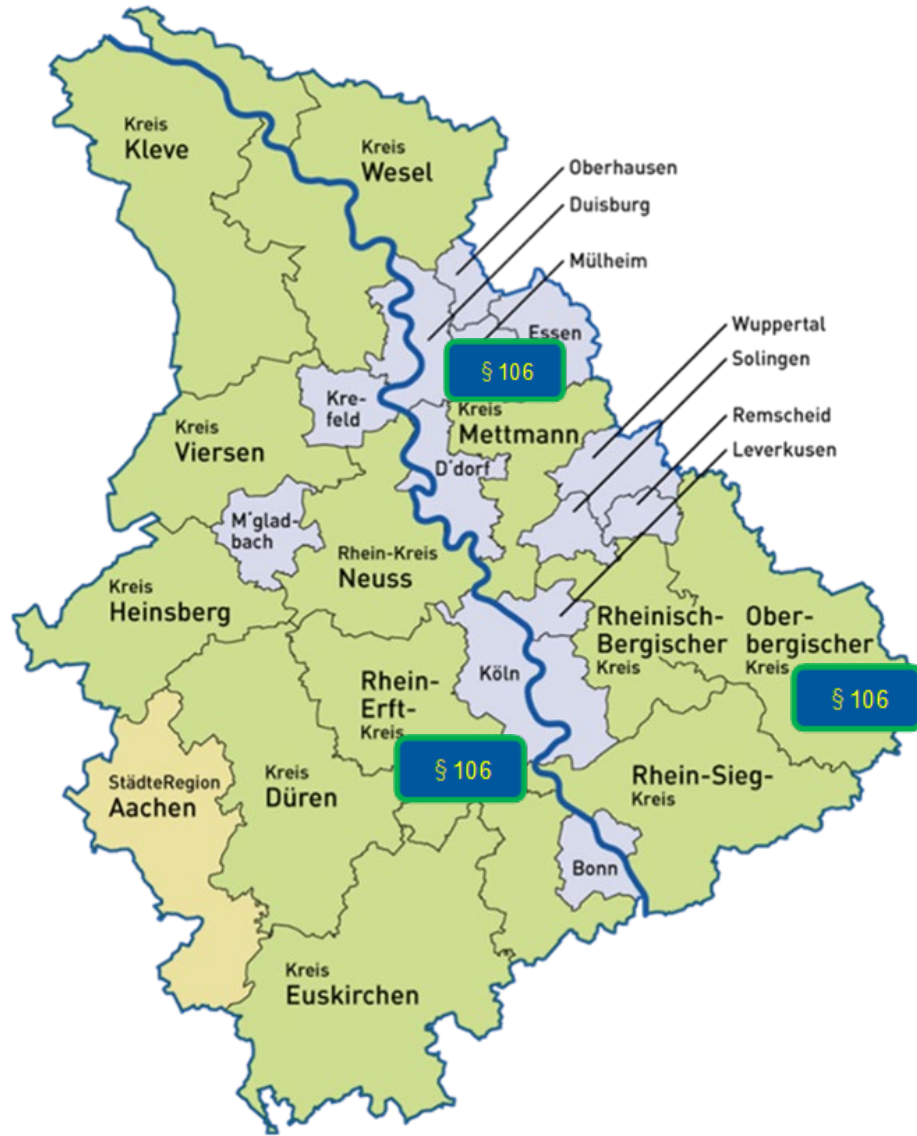 Kreis
Kleve
Kreis
Wesel
Oberhausen
Duisburg
Mülheim
Essen
Wuppertal
Solingen
Remscheid
Leverkusen
§ 106
Kre-
feld
Kreis
Mettmann
Kreis
Viersen
D'dorf
M'glad-
bach
Rhein-Kreis
Neuss
Kreis
Heinsberg
Rheinisch-
Bergischer
Kreis
Ober-
bergischer
Kreis
§ 106
Köln
Rhein-
Erft-
Kreis
§ 106
StädteRegion
Aachen
Kreis
Düren
Rhein-Sieg-
Kreis
Bonn
Kreis
Euskirchen